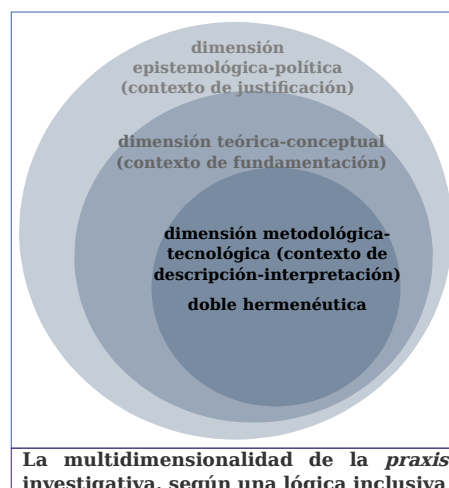 dimensión
epistemológica-política
(contexto de justificación)
dimensión teórica-conceptual
(contexto de fundamentación)
dimensión metodológica-
tecnológica (contexto de
descripción-interpretación)
doble hermenéutica
La multidimensionalidad de la praxis
investigativa, según una lógica inclusiva